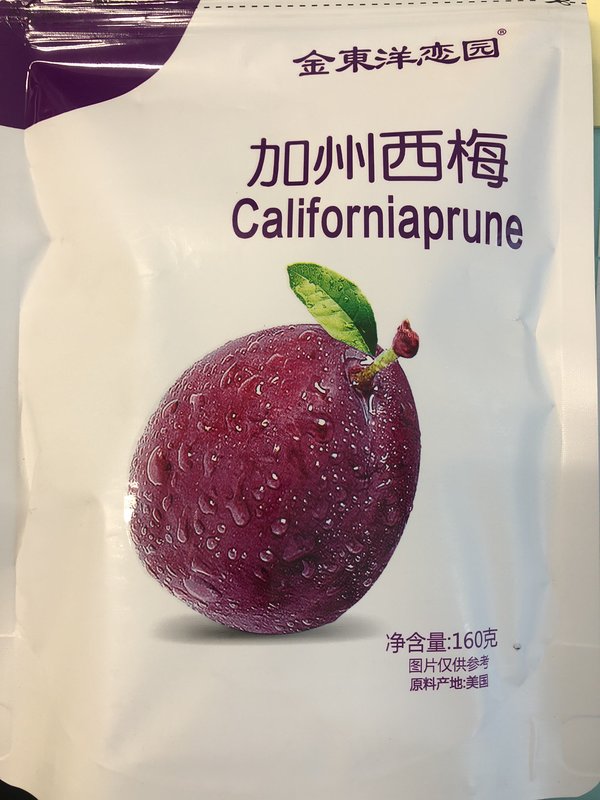 金東洋恋园®
加州西梅
Californiaprune
净含量:160克
图片仅供参考
原料产地:美国